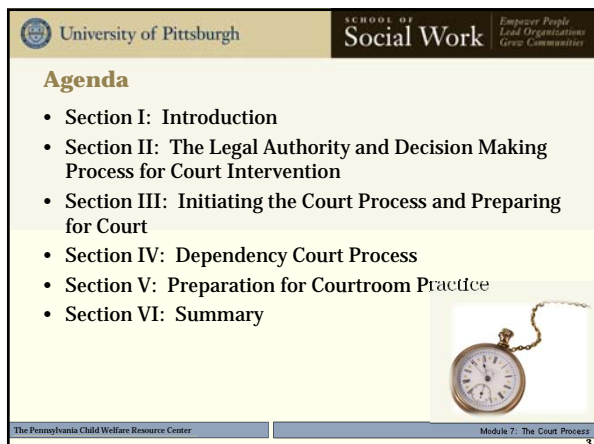 University of Pittsburgh
SCHOOL OF
Social Work
Empower People
Lead Organizations
Grow Communities
Agenda
• Section I: Introduction
• Section II: The Legal Authority and Decision Making
Process for Court Intervention
• Section III: Initiating the Court Process and Preparing
for Court
• Section IV: Dependency Court Process
• Section V: Preparation for Courtroom Practice
• Section VI: Summary
The Pennsylvania Child Welfare Resource Center
Module 7: The Court Process
3